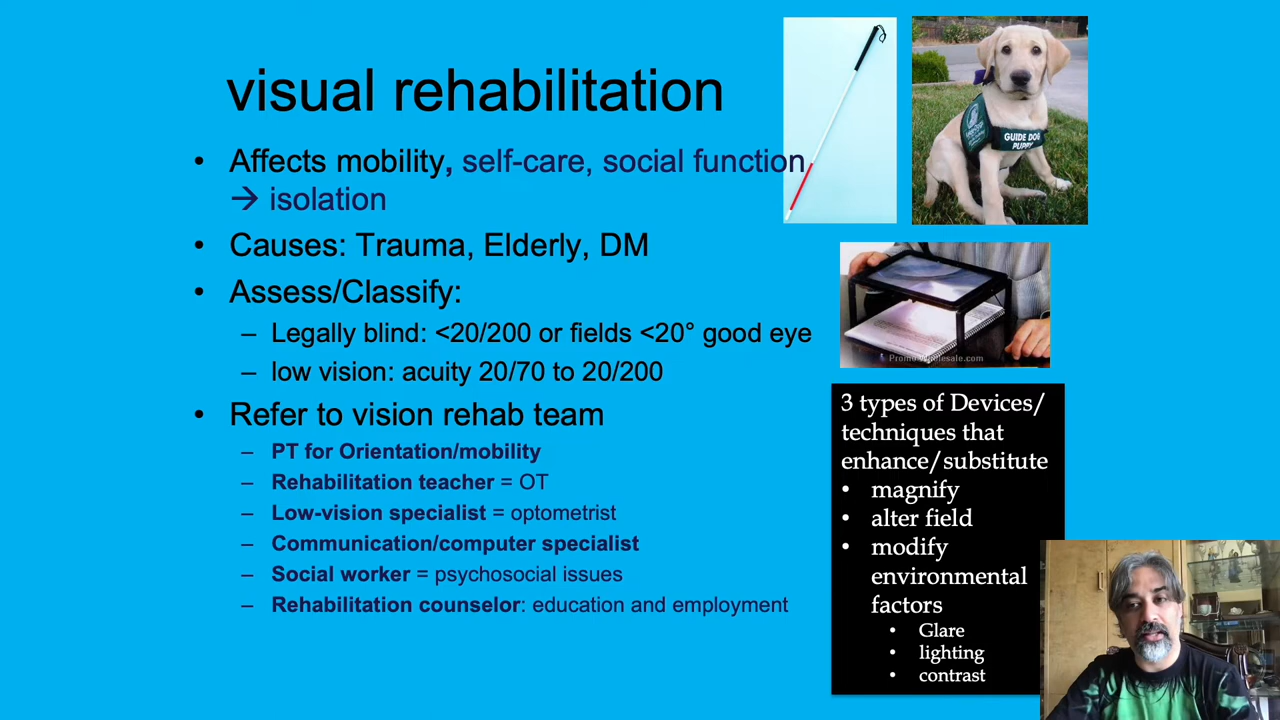 visual rehabilitation
• Affects mobility, self-care, social function
→ isolation
• Causes: Trauma, Elderly, DM
• Assess/Classify:
– Legally blind: <20/200 or fields <20° good eye
– low vision: acuity 20/70 to 20/200
• Refer to vision rehab team
– PT for Orientation/mobility
– Rehabilitation teacher = OT
– Low-vision specialist = optometrist
– Communication/computer specialist
– Social worker = psychosocial issues
– Rehabilitation counselor: education and employment
GUIDE DOG
PUPPY
3 types of Devices/
techniques that
enhance/substitute
• magnify
• alter field
• modify
environmental
factors
• Glare
• lighting
• contrast